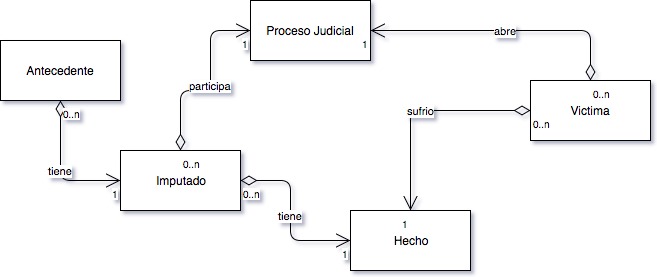 Proceso Judicial
1
1
abre
Antecedente
0..n
participa
0..n
Victima
0..n
sufrio
tiene
0..n
Imputado
1
0..n
tiene
1
Hecho
1